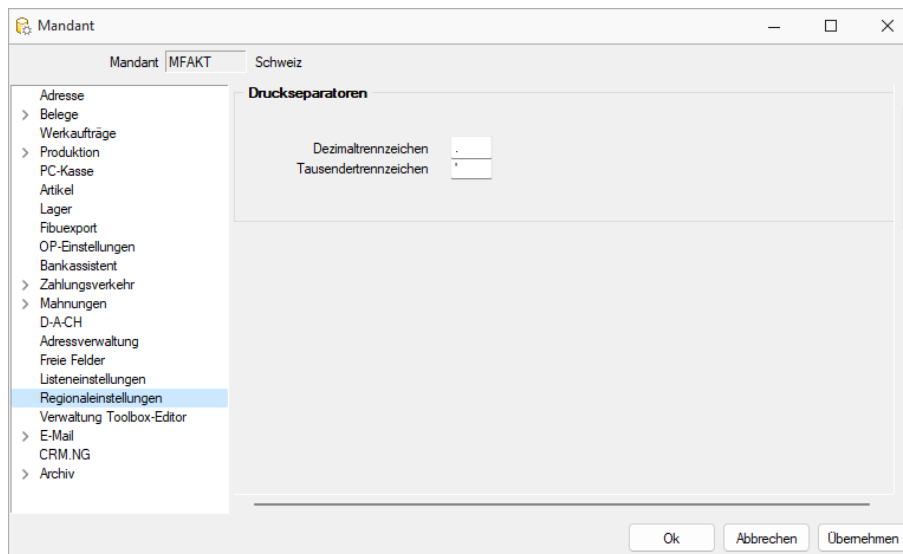 Mandant
Mandant MFAKT Schweiz
Adresse
Belege
Werkaufträge
Produktion
PC-Kasse
Artikel
Lager
Fibuexport
OP-Einstellungen
Bankassistent
Zahlungsverkehr
Mahnungen
D-A-CH
Adressverwaltung
Freie Felder
Listeneinstellungen
Regionaleinstellungen
Verwaltung Toolbox-Editor
E-Mail
CRM.NG
Archiv
Druckseparatoren
Dezimaltrennzeichen .
Tausendertrennzeichen '
Ok Abbrechen Übernehmen